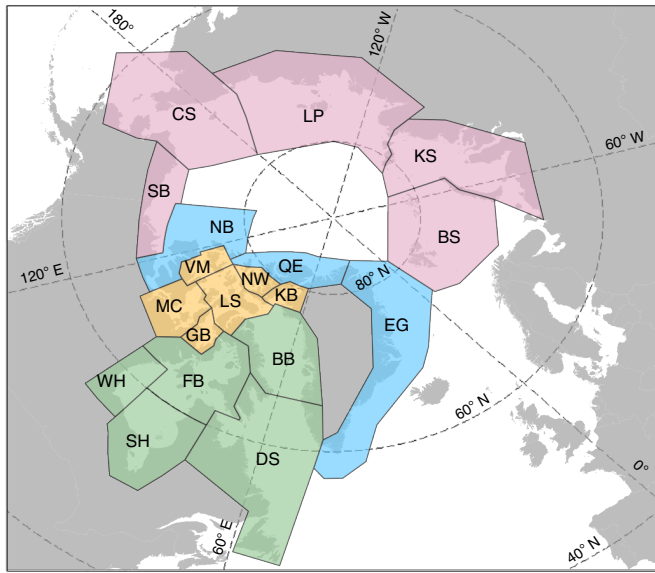 180°
120° W
CS
LP
60° W
KS
SB
NB
BS
VM
QE
120° E
NW
80° N
MC
LS
KB
EG
GB
BB
WH
FB
60° N
SH
DS
0°
60° E
40° N